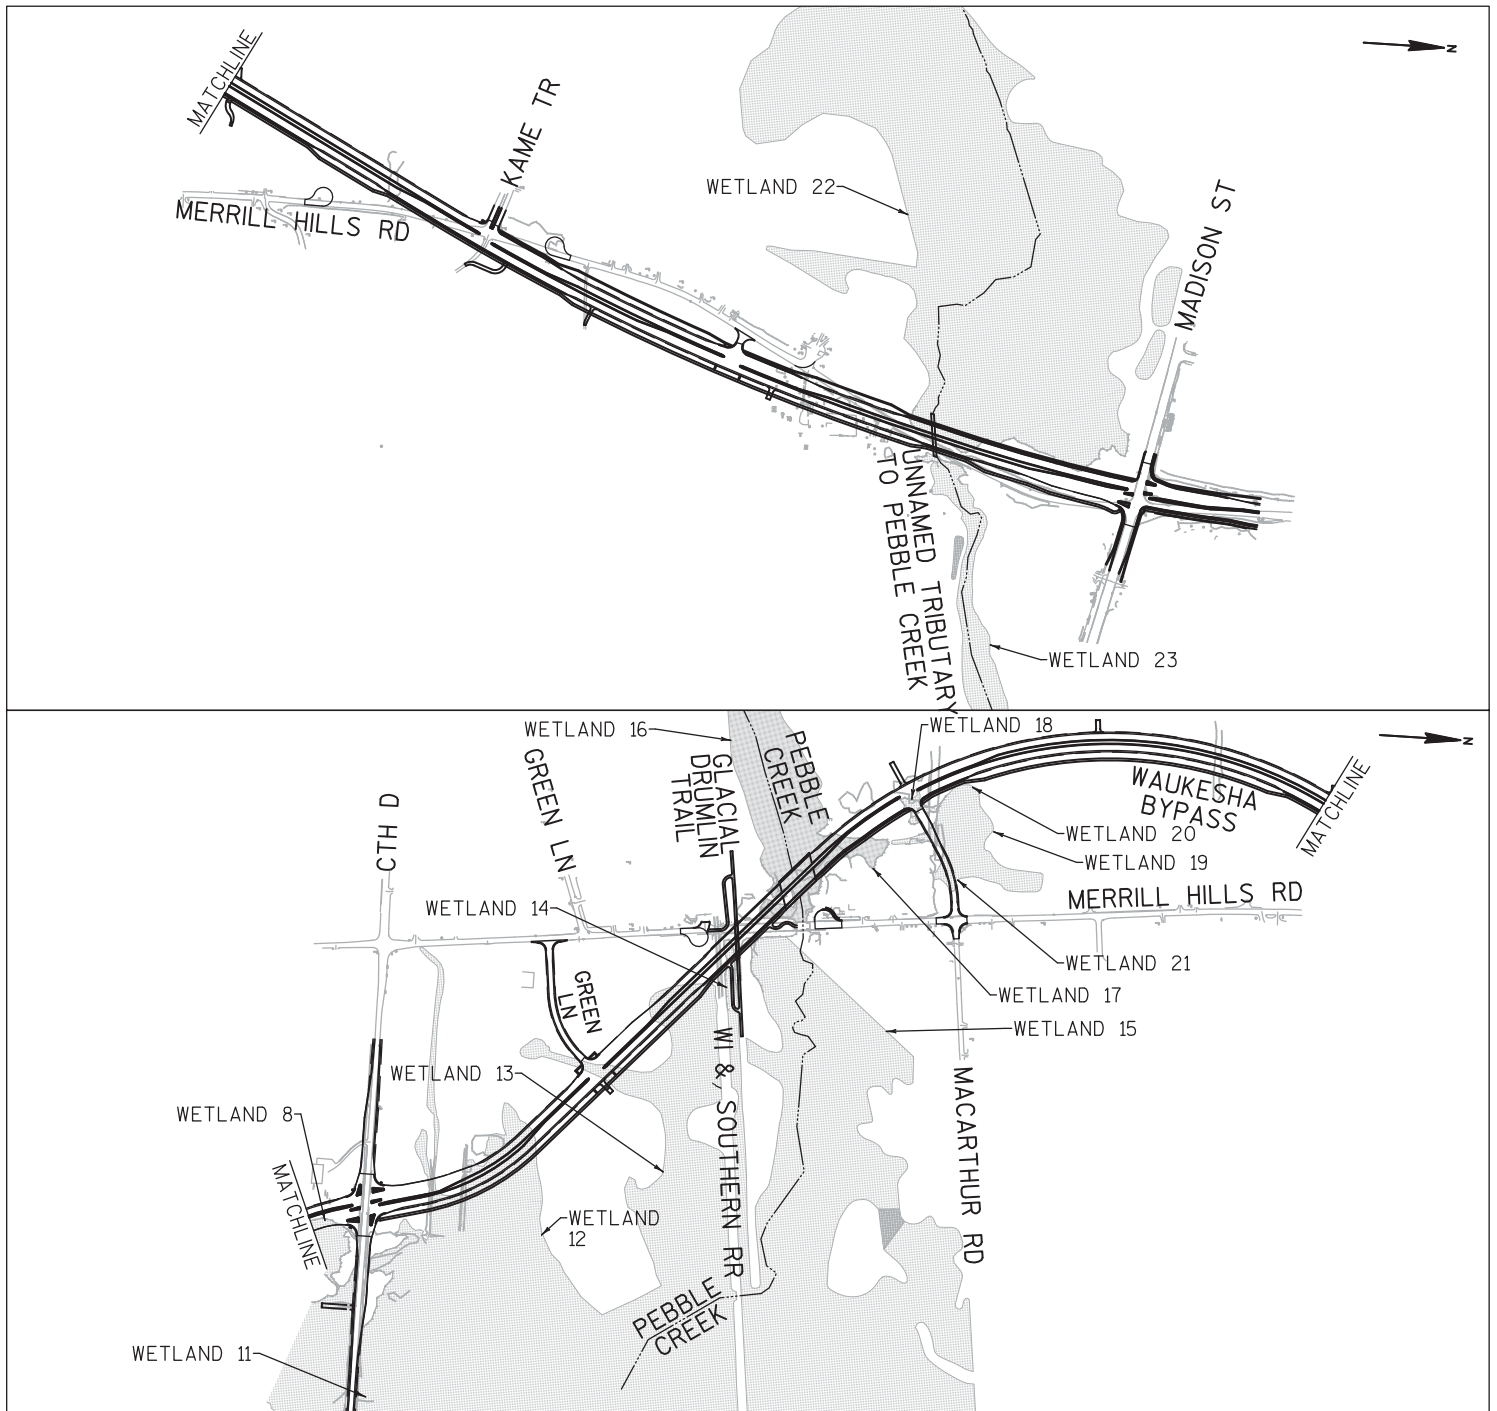 N
MATCHLINE
KAME TR
WETLAND 22
MERRILL HILLS RD
MADISON ST
UNNAMED TRIBUTARY
TO PEBBLE CREEK
WETLAND 23
WETLAND 16
GLACIAL
DRUMLIN
TRAIL
PEBBLE
CREEK
WETLAND 18
N
GREEN LN
CTH D
WAUKESHA
BYPASS
MATCHLINE
WETLAND 20
WETLAND 19
MERRILL HILLS RD
WETLAND 14
WETLAND 21
GREEN
LN
WETLAND 17
WETLAND 15
WETLAND 13
WI & SOUTHERN RR
MACARTHUR RD
WETLAND 8
MATCHLINE
WETLAND
12
PEBBLE
CREEK
WETLAND 11